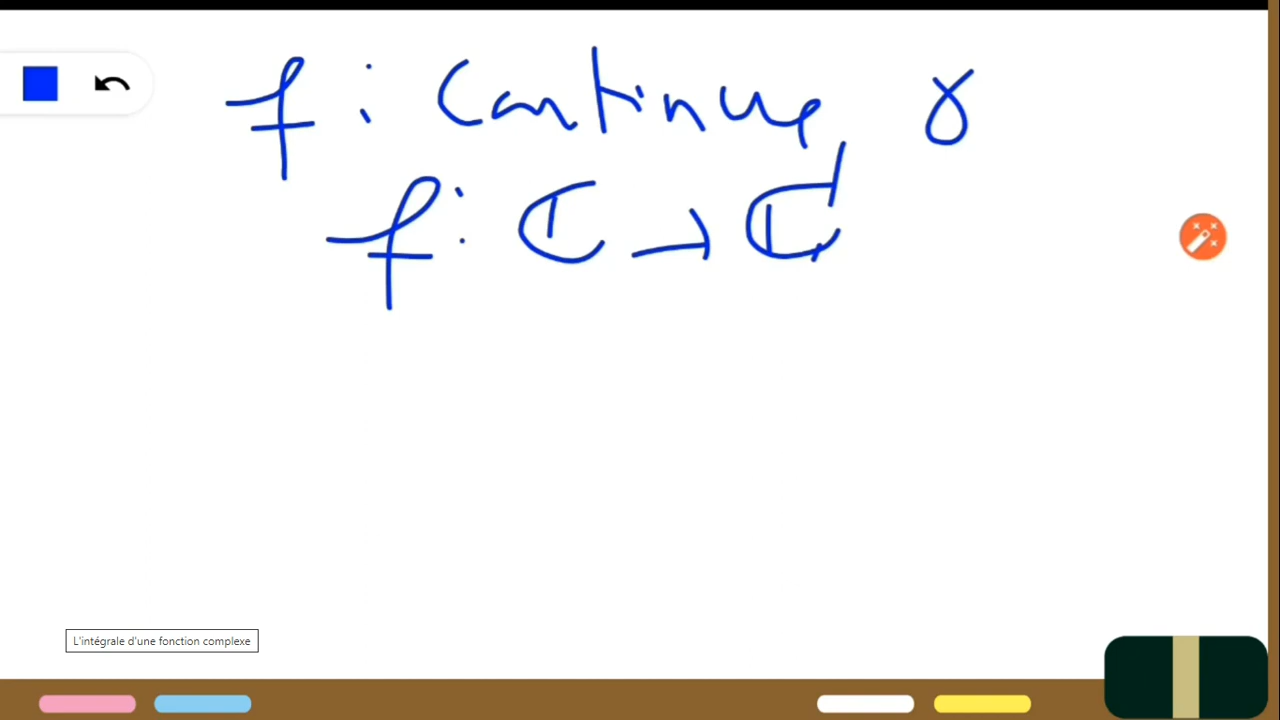 f : Continue γ
f : ℂ → ℂ
L'intégrale d'une fonction complexe